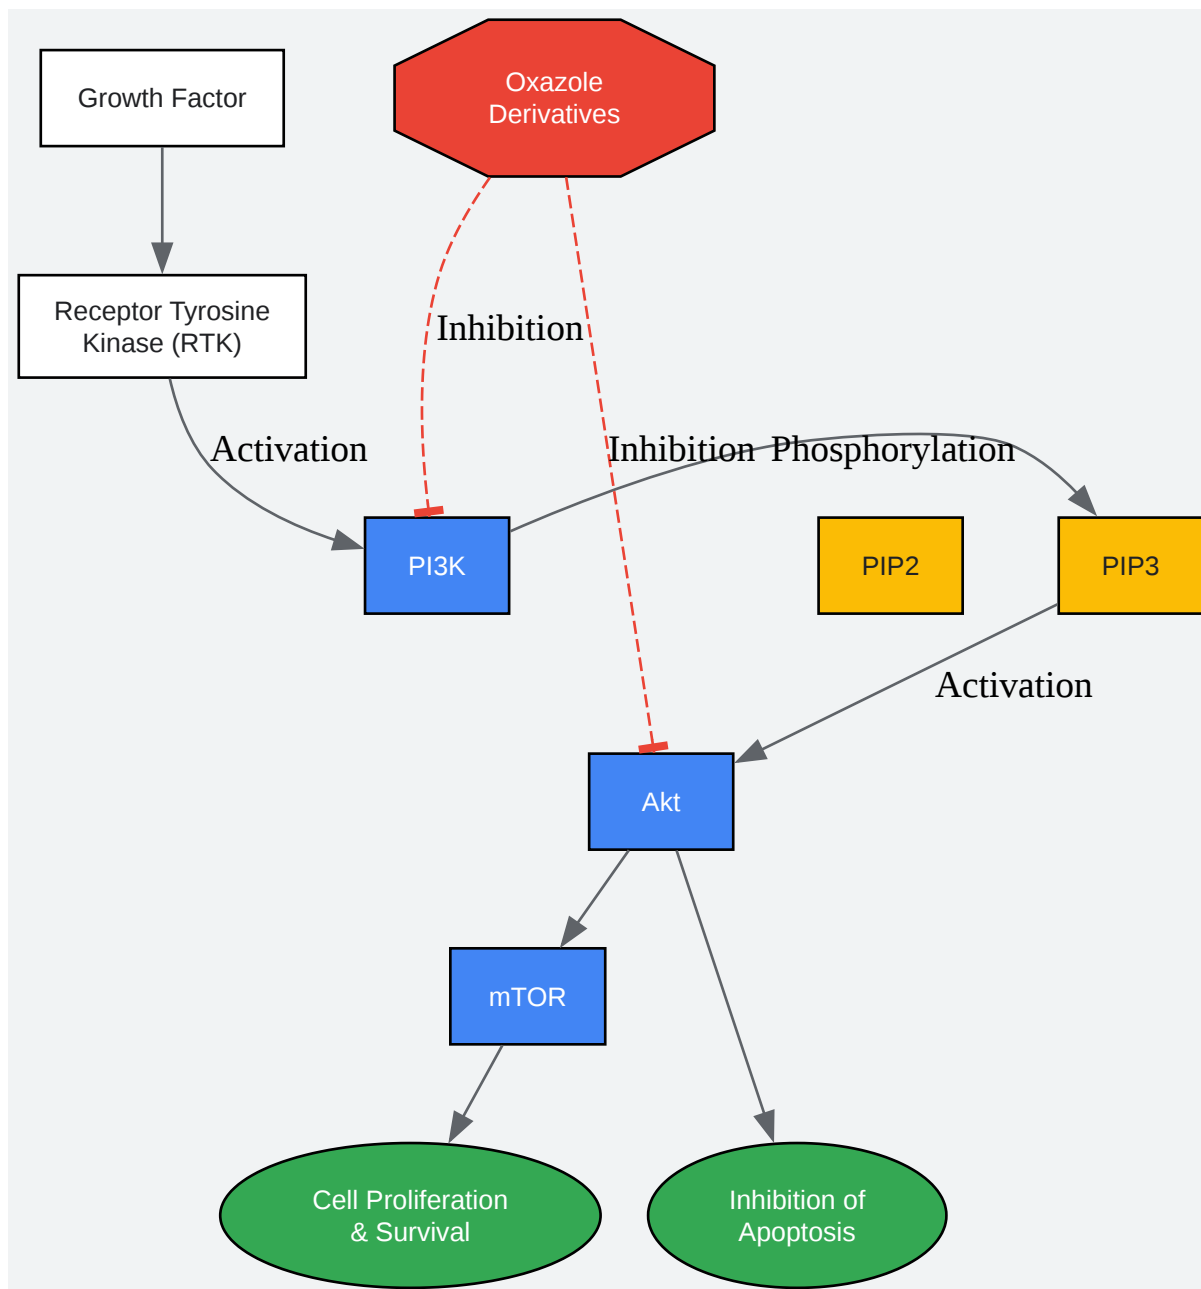 Growth Factor
Oxazole
Derivatives
Receptor Tyrosine
Kinase (RTK)
Inhibition
Activation
Inhibition
Phosphorylation
PI3K
PIP2
PIP3
Activation
Akt
mTOR
Cell Proliferation
& Survival
Inhibition of
Apoptosis